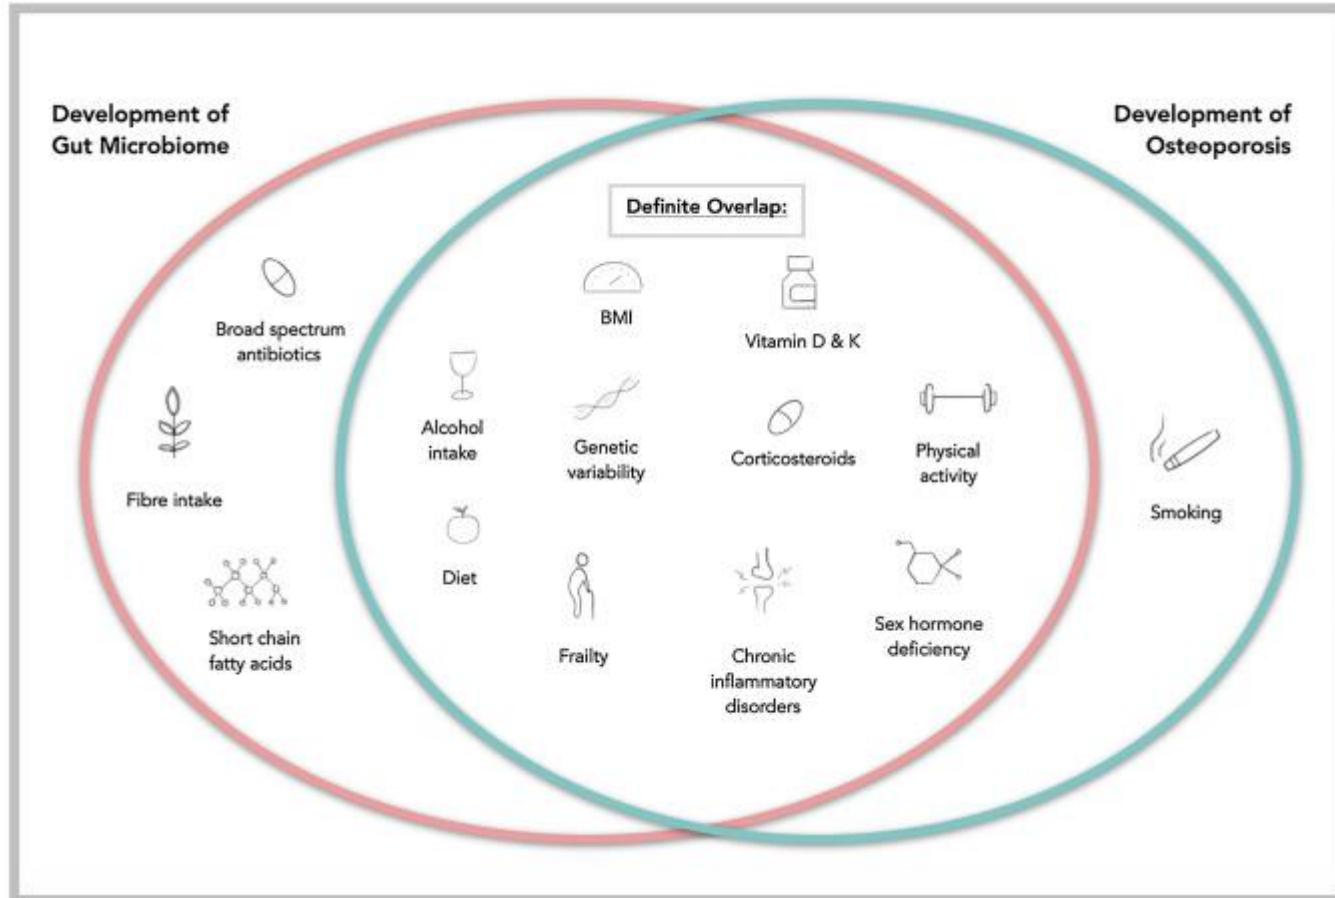 Development of
Gut Microbiome
Development of
Osteoporosis
Definite Overlap:
Broad spectrum
antibiotics
Fibre intake
Short chain
fatty acids
BMI
Vitamin D & K
Alcohol
intake
Genetic
variability
Corticosteroids
Physical
activity
Diet
Frailty
Chronic
inflammatory
disorders
Sex hormone
deficiency
Smoking